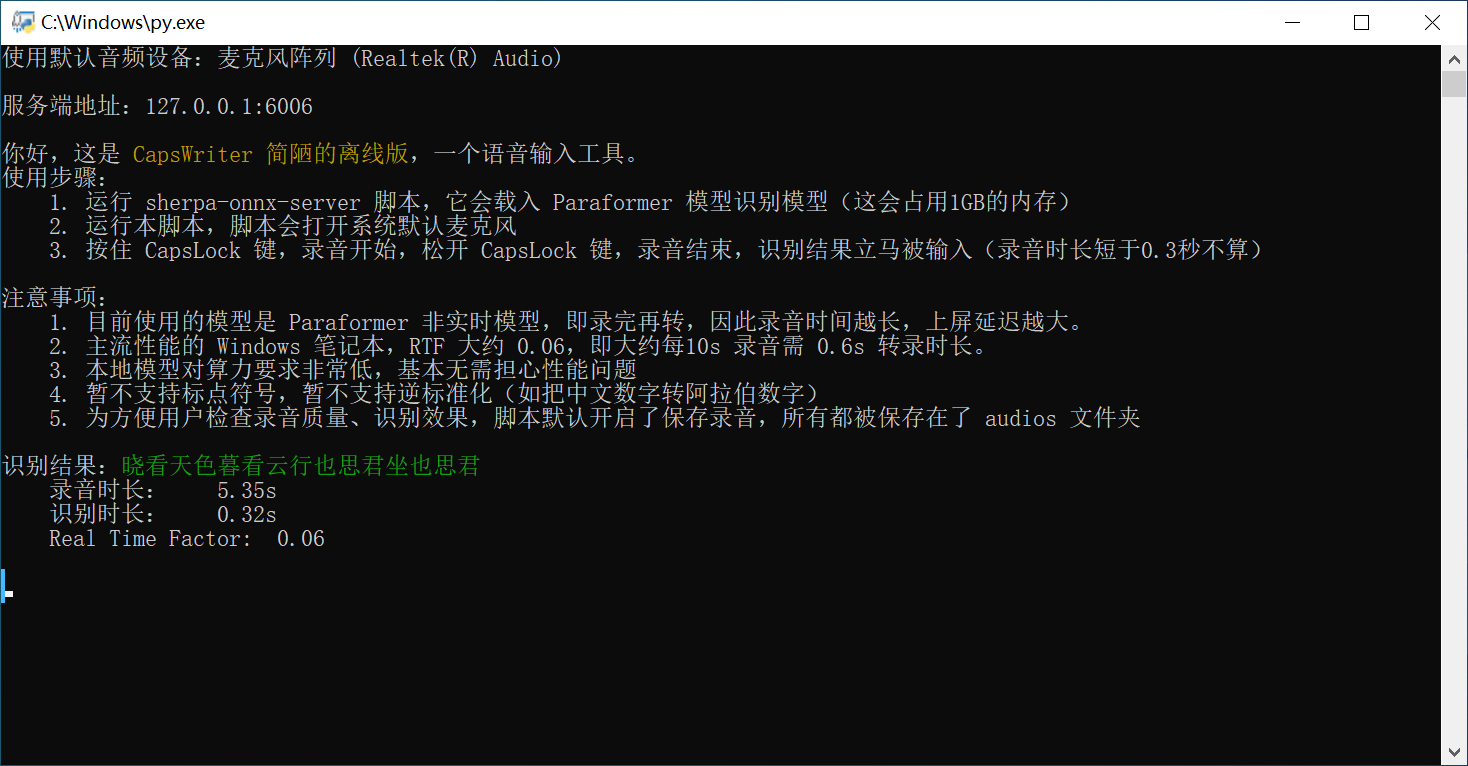 C:\Windows\py.exe
使用默认音频设备：麦克风阵列 (Realtek(R) Audio)
服务端地址：127.0.0.1:6006
你好，这是 CapsWriter 简陋的离线版，一个语音输入工具。
使用步骤：
1. 运行 sherpa-onnx-server 脚本，它会载入 Paraformer 模型识别模型（这会占用1GB的内存）
2. 运行本脚本，脚本会打开系统默认麦克风
3. 按住 CapsLock 键，录音开始，松开 CapsLock 键，录音结束，识别结果立马被输入（录音时长短于0.3秒不算）
注意事项：
1. 目前使用的模型是 Paraformer 非实时模型，即录完再转，因此录音时间越长，上屏延迟越大。
2. 主流性能的 Windows 笔记本，RTF 大约 0.06，即大约每10s 录音需 0.6s 转录时长。
3. 本地模型对算力要求非常低，基本无需担心性能问题
4. 暂不支持标点符号，暂不支持逆标准化（如把中文数字转阿拉伯数字）
5. 为方便用户检查录音质量、识别效果，脚本默认开启了保存录音，所有都被保存在了 audios 文件夹
识别结果：晓看天色暮看云行也思君坐也思君
录音时长： 5.35s
识别时长： 0.32s
Real Time Factor: 0.06